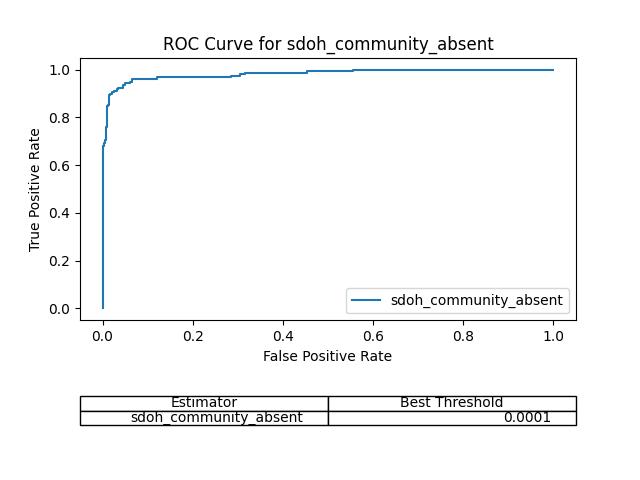 ROC Curve for sdoh_community_absent
True Positive Rate
1.0
0.8
0.6
0.4
0.2
0.0
sdoh_community_absent
0.0 0.2 0.4 0.6 0.8 1.0
False Positive Rate
Estimator Best Threshold
sdoh_community_absent 0.0001